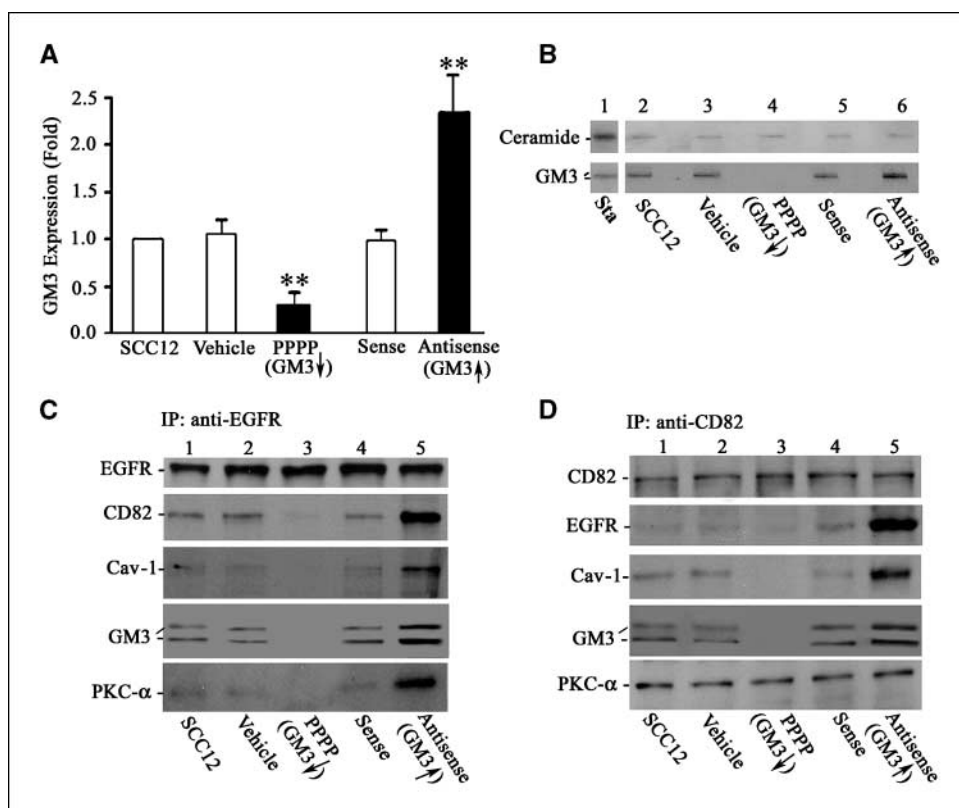 A
**
**
GM3 Expression (Fold)
2.5
2.0
1.5
1.0
0.5
0.0
SCC12 Vehicle PPPP (GM3↓) Sense Antisense (GM3↑)
B
1 2 3 4 5 6
Ceramide
GM3
Sta SCC12 Vehicle PPPP (GM3↓) Sense Antisense (GM3↑)
C
IP: anti-EGFR
1 2 3 4 5
EGFR
CD82
Cav-1
GM3
PKC-α
SCC12 Vehicle PPPP (GM3↓) Sense Antisense (GM3↑)
D
IP: anti-CD82
1 2 3 4 5
CD82
EGFR
Cav-1
GM3
PKC-α
SCC12 Vehicle PPPP (GM3↓) Sense Antisense (GM3↑)